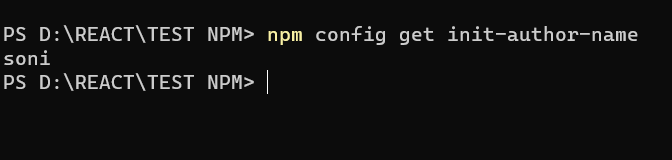 PS D:\REACT\TEST NPM> npm config get init-author-name
soni
PS D:\REACT\TEST NPM>